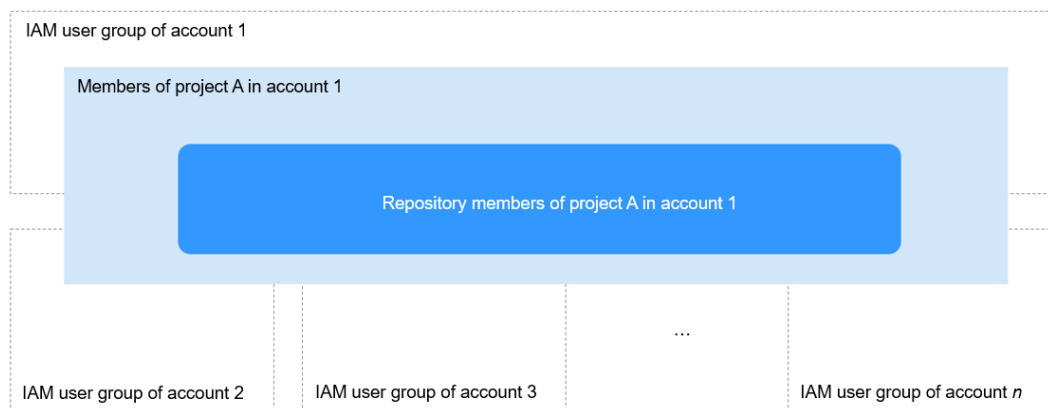 IAM user group of account 1
Members of project A in account 1
Repository members of project A in account 1
...
IAM user group of account 2
IAM user group of account 3
IAM user group of account n